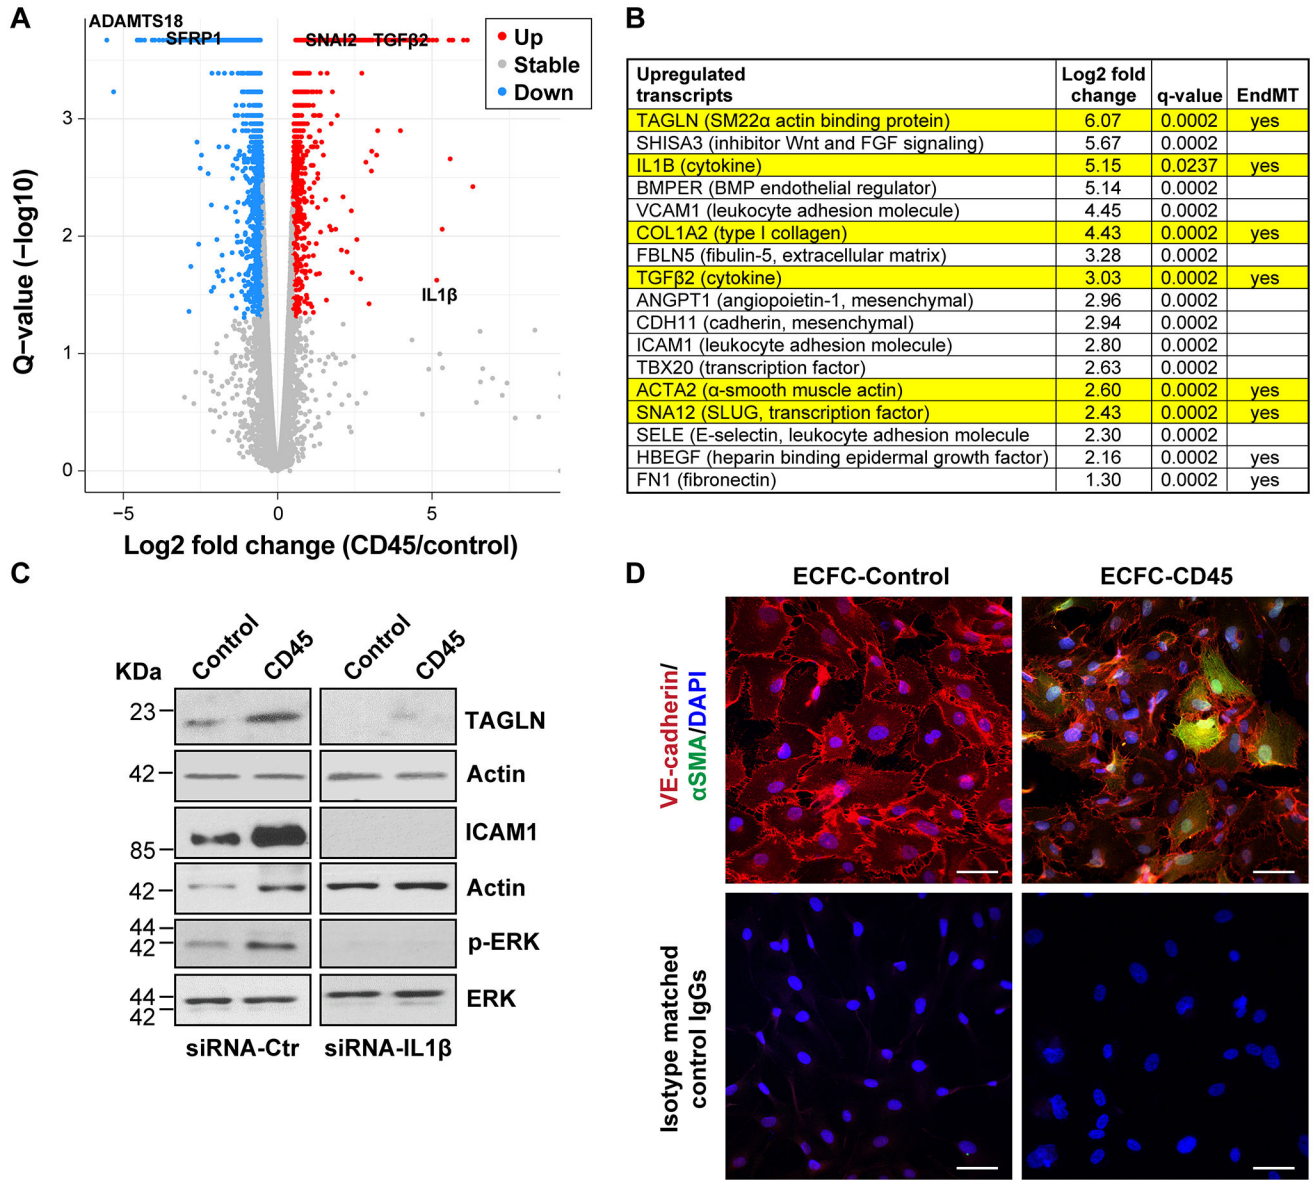 A
ADAMTS18
SFRP1
SNAI2
TGFβ2
IL1β
Up
Stable
Down
3
2
1
0
−5
0
5
Q-value (−log10)
Log2 fold change (CD45/control)
B
Upregulated transcripts Log2 fold change q-value EndMT
TAGLN (SM22α actin binding protein) 6.07 0.0002 yes
SHISA3 (inhibitor Wnt and FGF signaling) 5.67 0.0002
IL1B (cytokine) 5.15 0.0237 yes
BMPER (BMP endothelial regulator) 5.14 0.0002
VCAM1 (leukocyte adhesion molecule) 4.45 0.0002
COL1A2 (type I collagen) 4.43 0.0002 yes
FBLN5 (fibulin-5, extracellular matrix) 3.28 0.0002
TGFβ2 (cytokine) 3.03 0.0002 yes
ANGPT1 (angiopoietin-1, mesenchymal) 2.96 0.0002
CDH11 (cadherin, mesenchymal) 2.94 0.0002
ICAM1 (leukocyte adhesion molecule) 2.80 0.0002
TBX20 (transcription factor) 2.63 0.0002
ACTA2 (α-smooth muscle actin) 2.60 0.0002 yes
SNA12 (SLUG, transcription factor) 2.43 0.0002 yes
SELE (E-selectin, leukocyte adhesion molecule 2.30 0.0002
HBEGF (heparin binding epidermal growth factor) 2.16 0.0002 yes
FN1 (fibronectin) 1.30 0.0002 yes
C
KDa
Control
CD45
Control
CD45
23
TAGLN
42
Actin
85
ICAM1
42
Actin
44
42
p-ERK
44
42
ERK
siRNA-Ctr
siRNA-IL1β
D
ECFC-Control
ECFC-CD45
VE-cadherin/
αSMA/DAPI
Isotype matched
control IgGs